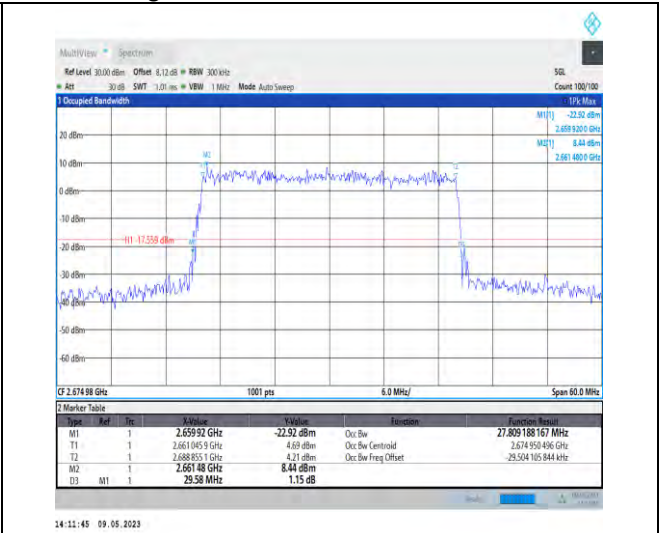 MultiView Spectrum
Ref Level 30.00 dBm Offset 8.12 dB RBW 300 kHz SGL
Att 30 dB SWT 1.01 ms VBW 1 MHz Mode Auto Sweep Count 100/100
1 Occupied Bandwidth 1Pk Max
M1[1] -22.92 dBm
2.659 9200 GHz
20 dBm
M2[1] 8.44 dBm
2.661 4800 GHz
M2
10 dBm
T2
0 dBm
-10 dBm
H1 -17.559 dBm
M1
-20 dBm
-30 dBm
-40 dBm
-50 dBm
-60 dBm
CF 2.674 98 GHz 1001 pts 6.0 MHz/ Span 60.0 MHz
2 Marker Table
Type Ref Trc X-Value Y-Value Function Function Result
M1 1 2.659 92 GHz -22.92 dBm Occ Bw 27.809 188 167 MHz
T1 1 2.661 045 9 GHz 4.69 dBm Occ Bw Centroid 2.674 950 496 GHz
T2 1 2.688 855 1 GHz 4.21 dBm Occ Bw Freq Offset -29.504 105 844 kHz
M2 1 2.661 48 GHz 8.44 dBm
D3 M1 1 29.58 MHz 1.15 dB
14:11:45 09.05.2023